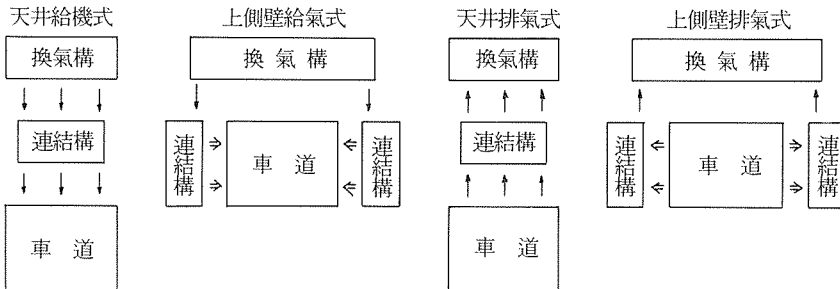 天井給機式
換氣構
連結構
車 道
上側壁給氣式
換 氣 構
連結構
車 道
連結構
天井排氣式
換氣構
連結構
車 道
上側壁排氣式
換 氣 構
連結構
車 道
連結構